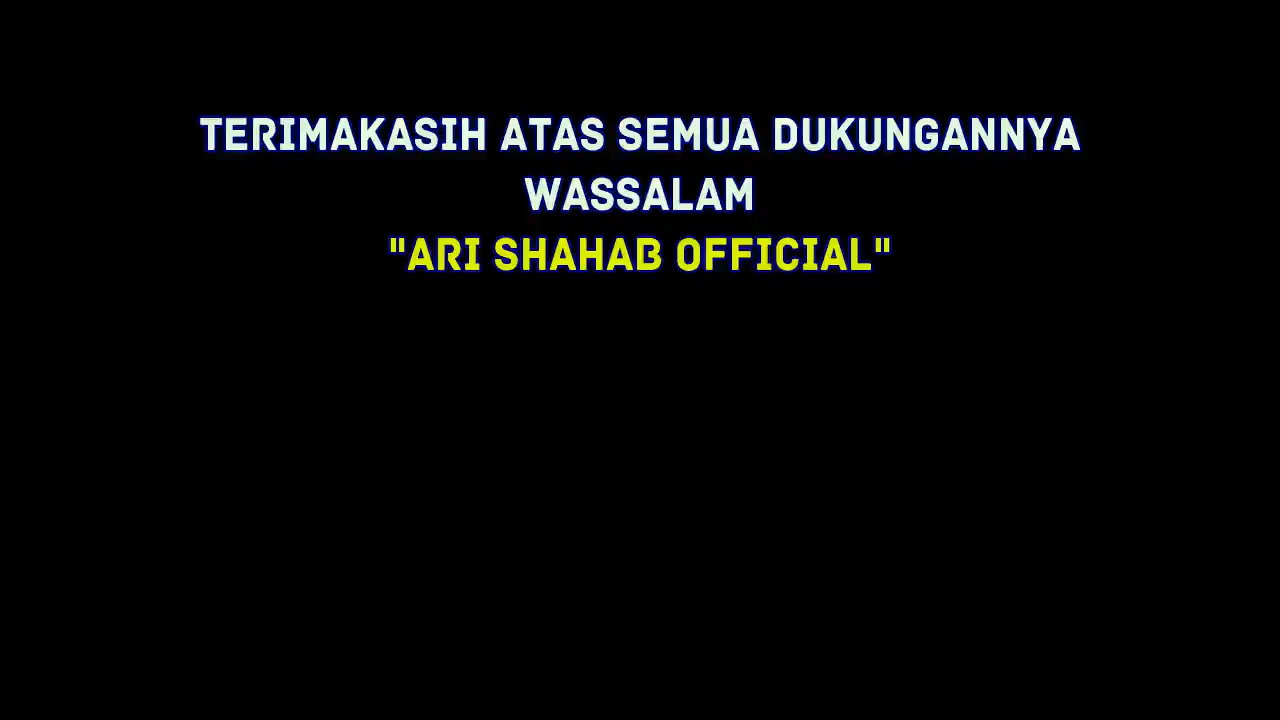 TERIMAKASIH ATAS SEMUA DUKUNGANNYA
WASSALAM
"ARI SHAHAB OFFICIAL"